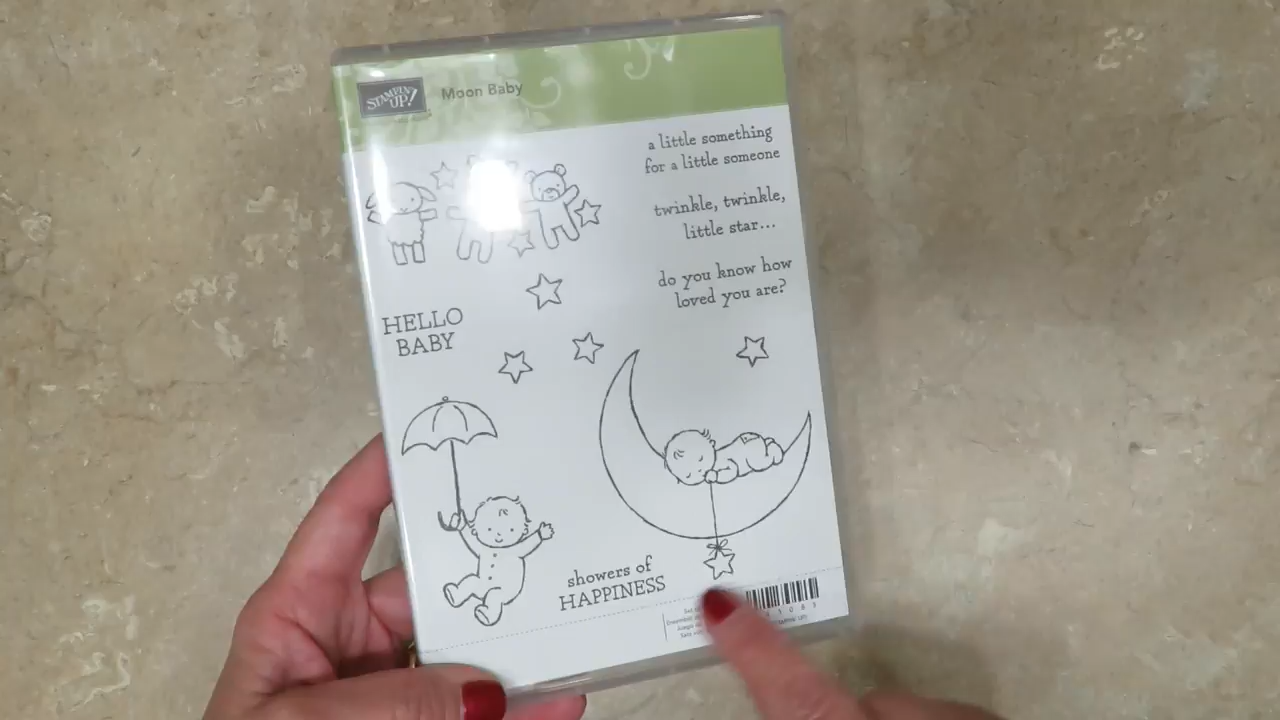 STAMPIN' UP!
Moon Baby
a little something
for a little someone
twinkle, twinkle,
little star...
do you know how
loved you are?
HELLO
BABY
showers of
HAPPINESS